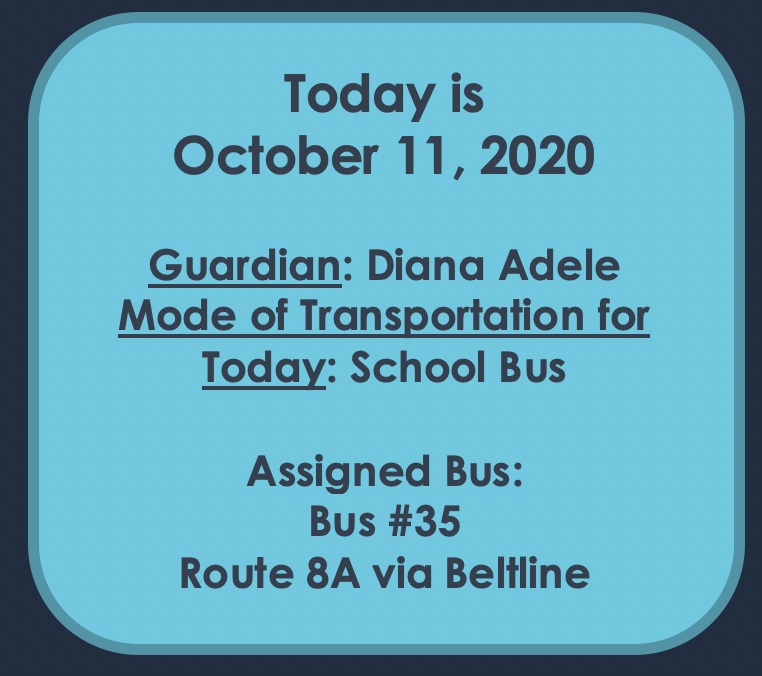 Today is
October 11, 2020
Guardian: Diana Adele
Mode of Transportation for
Today: School Bus
Assigned Bus:
Bus #35
Route 8A via Beltline